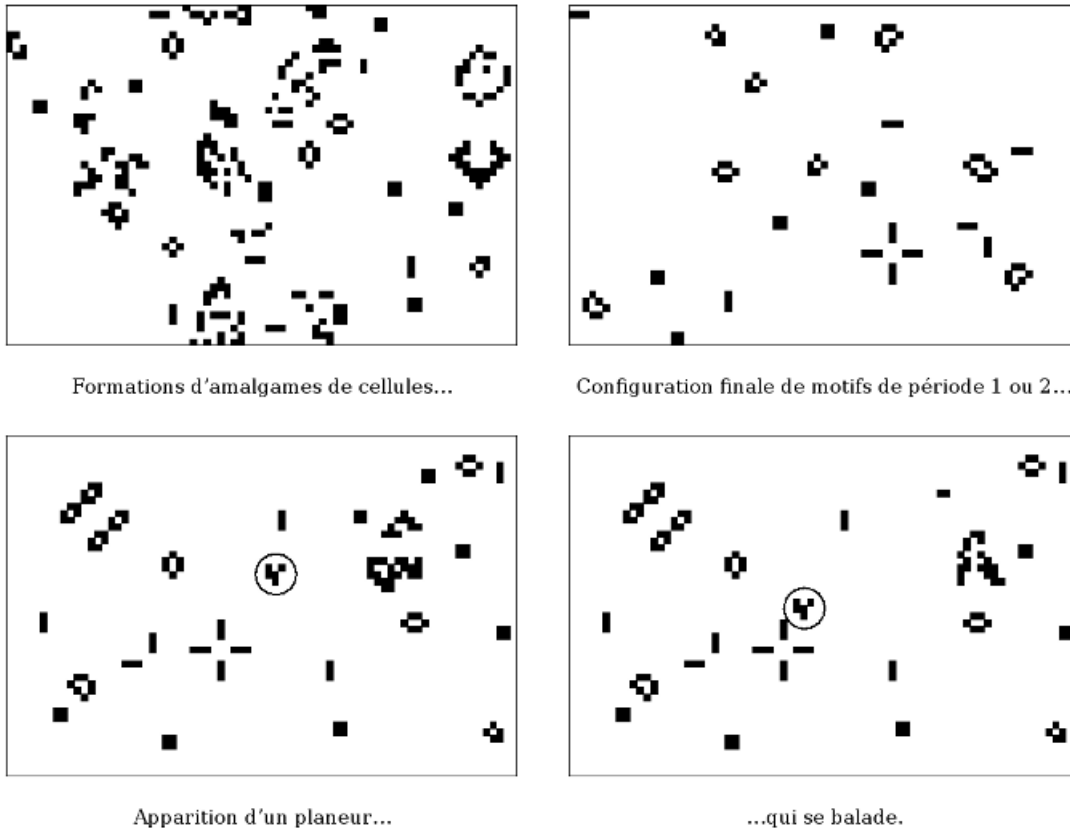 Formations d'amalgames de cellules...
Configuration finale de motifs de période 1 ou 2...
Apparition d'un planeur...
...qui se balade.